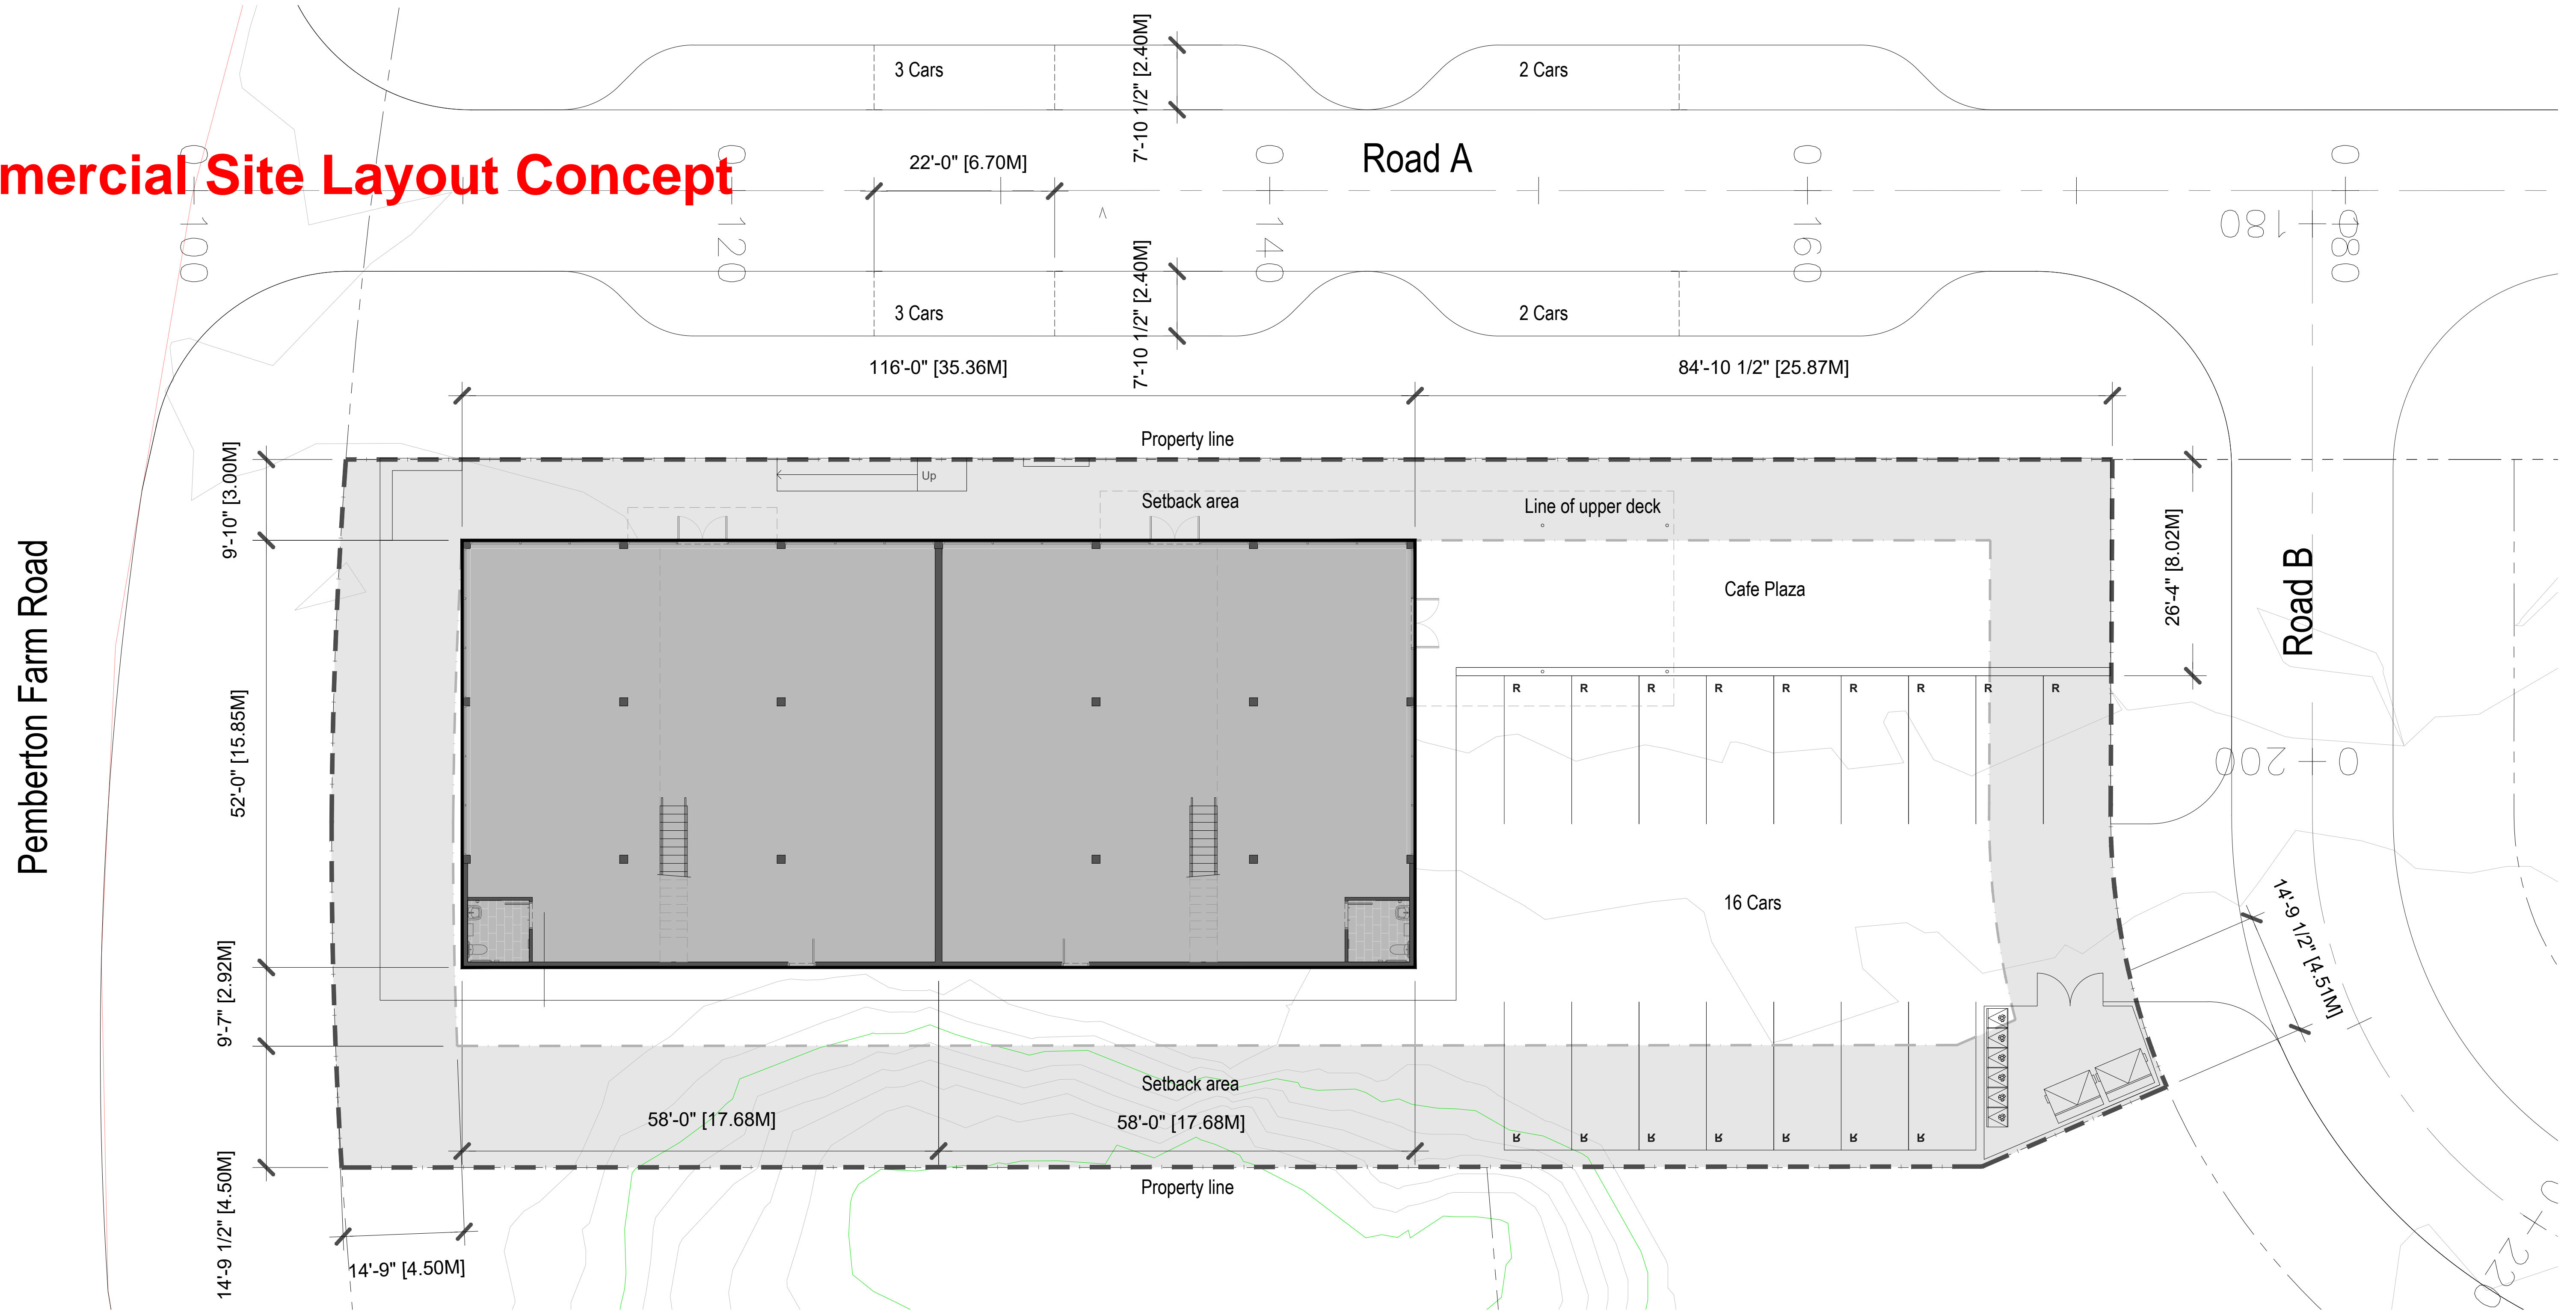 3 Cars
7'-10 1/2" [2.40M]
2 Cars
mercial Site Layout Concept
22'-0" [6.70M]
Road A
0+100
0+120
0+140
0+160
0+180
0+180
3 Cars
7'-10 1/2" [2.40M]
2 Cars
116'-0" [35.36M]
84'-10 1/2" [25.87M]
Property line
9'-10" [3.00M]
Up
Setback area
Line of upper deck
26'-4" [8.02M]
Cafe Plaza
Pemberton Farm Road
Road B
R R R R R R R R R
52'-0" [15.85M]
0+200
16 Cars
14'-9 1/2" [4.51M]
9'-7" [2.92M]
Setback area
58'-0" [17.68M]
58'-0" [17.68M]
R R R R R R R
Property line
14'-9 1/2" [4.50M]
14'-9" [4.50M]
0+220